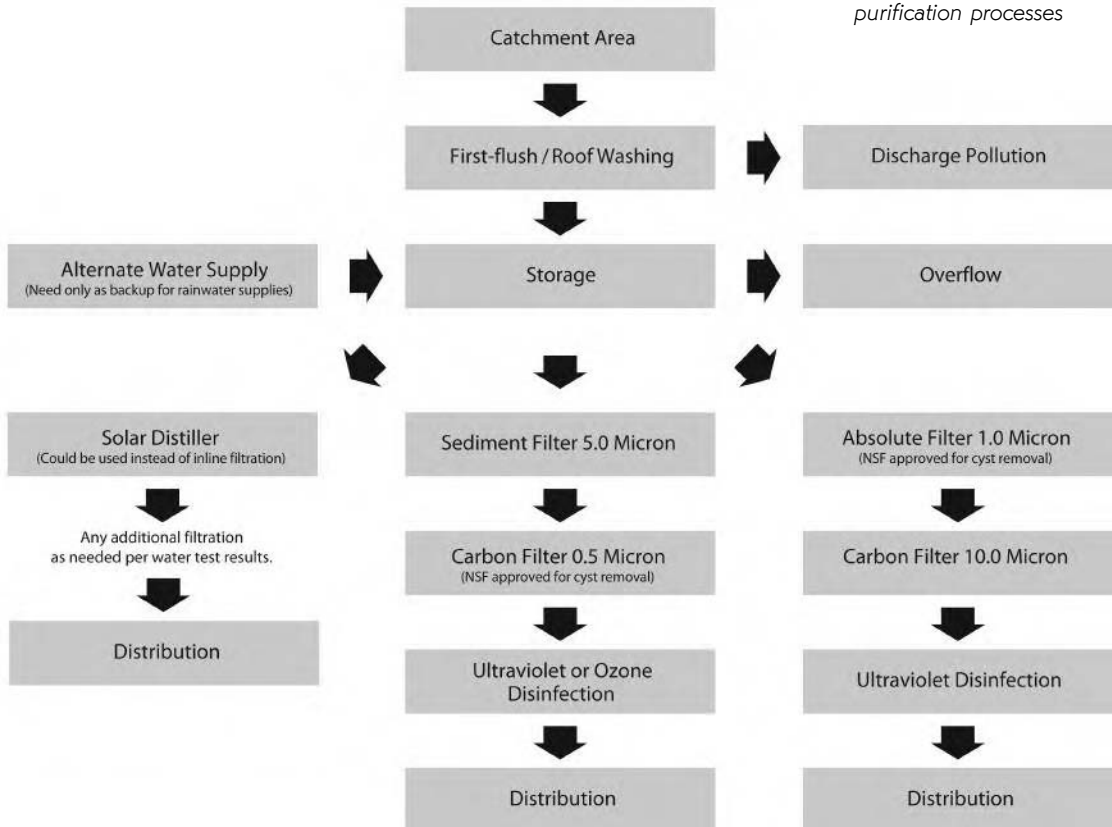 purification processes
Catchment Area
First-flush / Roof Washing
Discharge Pollution
Alternate Water Supply
(Need only as backup for rainwater supplies)
Storage
Overflow
Solar Distiller
(Could be used instead of inline filtration)
Sediment Filter 5.0 Micron
Absolute Filter 1.0 Micron
(NSF approved for cyst removal)
Any additional filtration
as needed per water test results.
Carbon Filter 0.5 Micron
(NSF approved for cyst removal)
Carbon Filter 10.0 Micron
Distribution
Ultraviolet or Ozone
Disinfection
Ultraviolet Disinfection
Distribution
Distribution